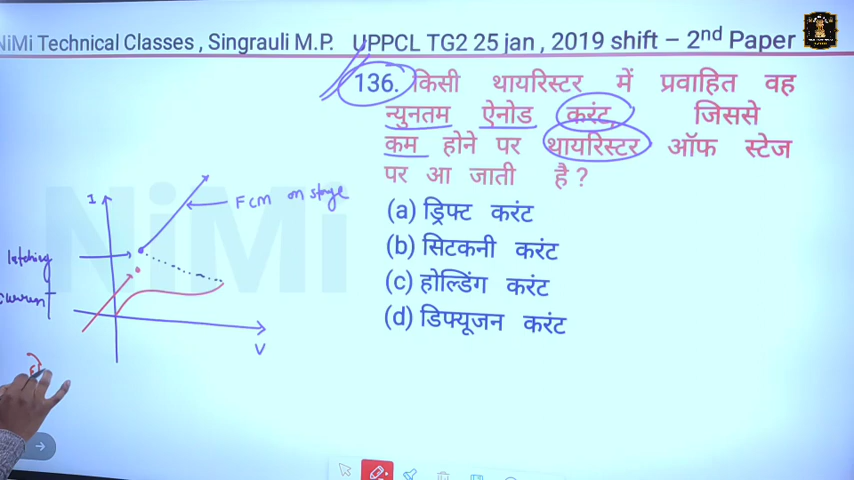 NiMi Technical Classes , Singrauli M.P. UPPCL TG2 25 jan , 2019 shift – 2nd Paper
136. किसी थायरिस्टर में प्रवाहित वह
न्युनतम ऐनोड करंट, जिससे
कम होने पर थायरिस्टर ऑफ स्टेज
पर आ जाती है ?
(a) ड्रिफ्ट करंट
(b) सिटकनी करंट
(c) होल्डिंग करंट
(d) डिफ्यूजन करंट
I
FCM on stage
latching
current
V
NiMi